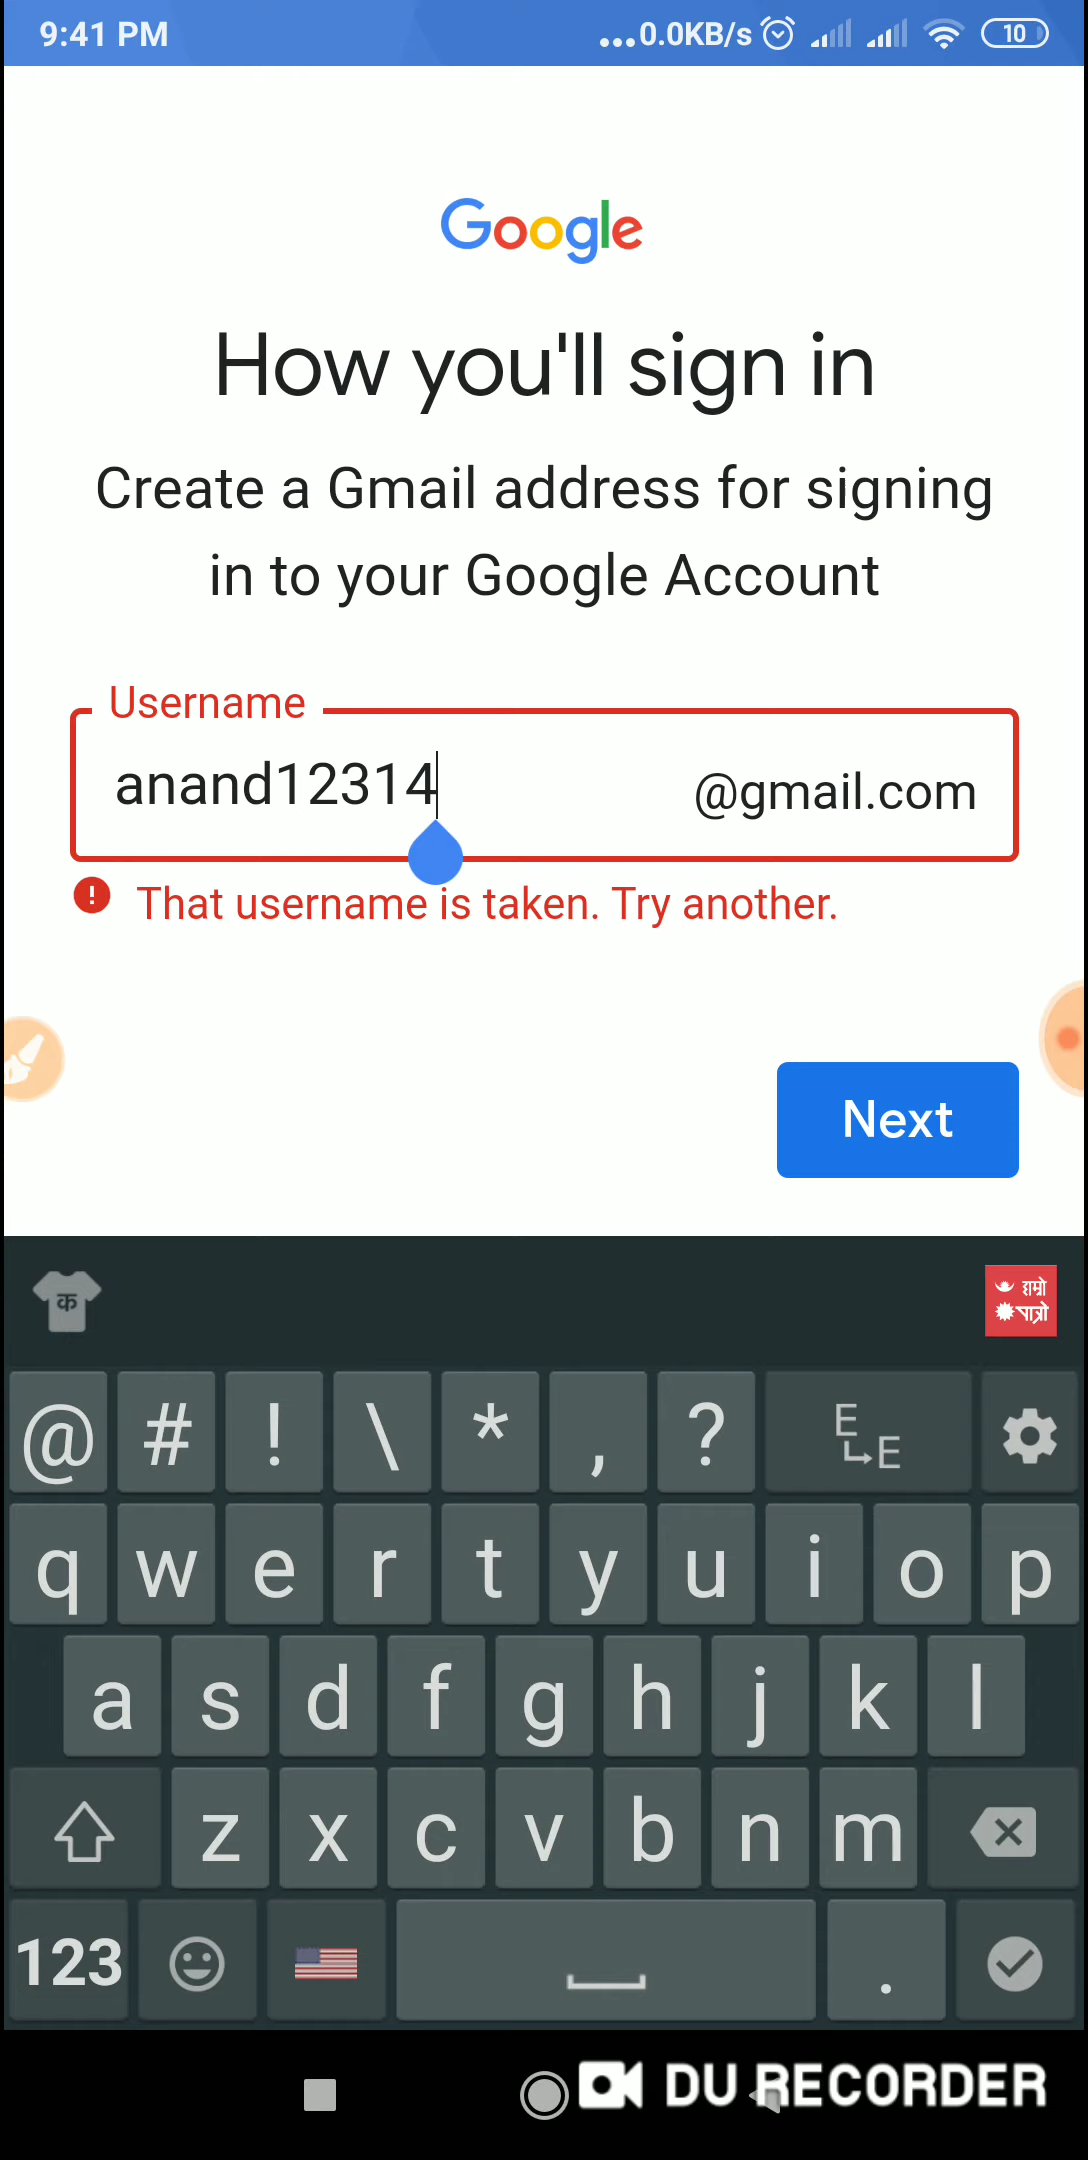 9:41 PM ...0.0KB/s 10
Google
How you'll sign in
Create a Gmail address for signing
in to your Google Account
Username
anand12314 @gmail.com
! That username is taken. Try another.
Next
क हाम्रो
पात्रो
@ # ! \ * , ? E E
q w e r t y u i o p
a s d f g h j k l
z x c v b n m
123 .
DU RECORDER